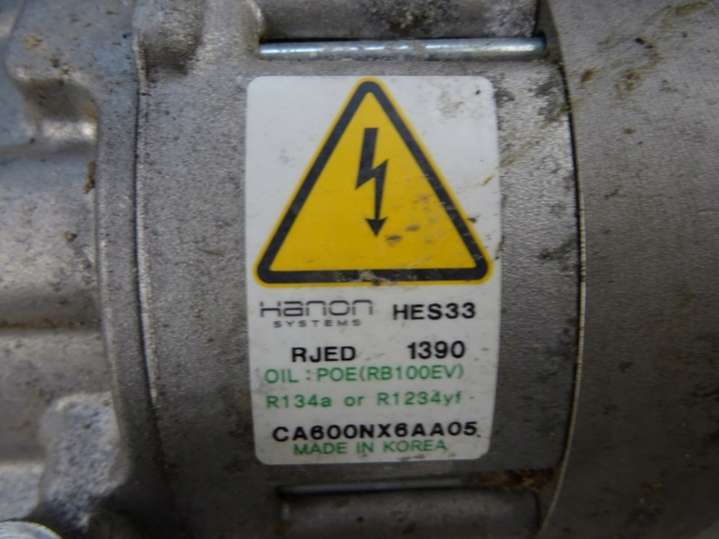 Hanon SYSTEMS HES33
RJED 1390
OIL : POE(RB100EV)
R134a or R1234yf
CA600NX6AA05
MADE IN KOREA